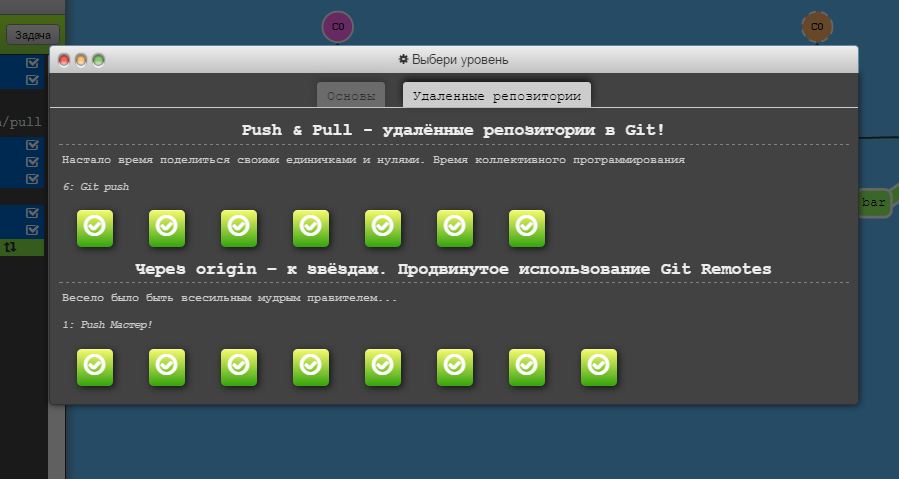 C0
C0
Задача
Выбери уровень
Основы
Удаленные репозитории
/pull
Push & Pull - удалённые репозитории в Git!
Настало время поделиться своими единичками и нулями. Время коллективного программирования
6: Git push
bar
Через origin – к звёздам. Продвинутое использование Git Remotes
Весело было быть всесильным мудрым правителем...
1: Push Мастер!